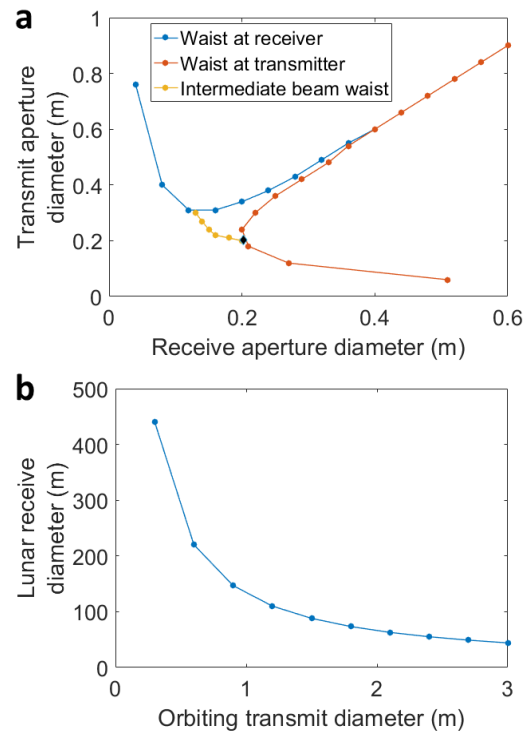 a
Waist at receiver
Waist at transmitter
Intermediate beam waist
Transmit aperture
diameter (m)
1
0.8
0.6
0.4
0.2
0
0 0.2 0.4 0.6
Receive aperture diameter (m)
b
Lunar receive
diameter (m)
500
400
300
200
100
0
0 1 2 3
Orbiting transmit diameter (m)